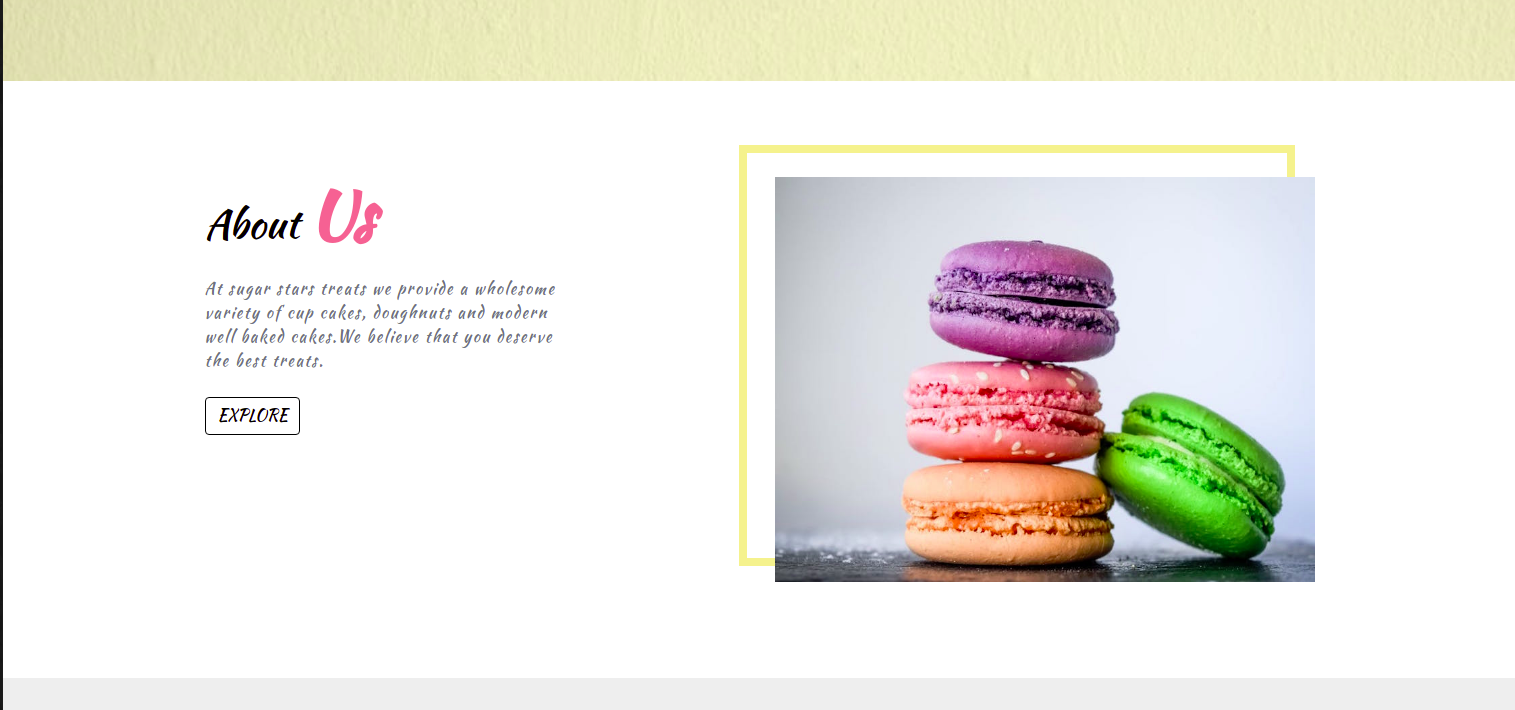 About Us
At sugar stars treats we provide a wholesome
variety of cup cakes, doughnuts and modern
well baked cakes.We believe that you deserve
the best treats.
EXPLORE